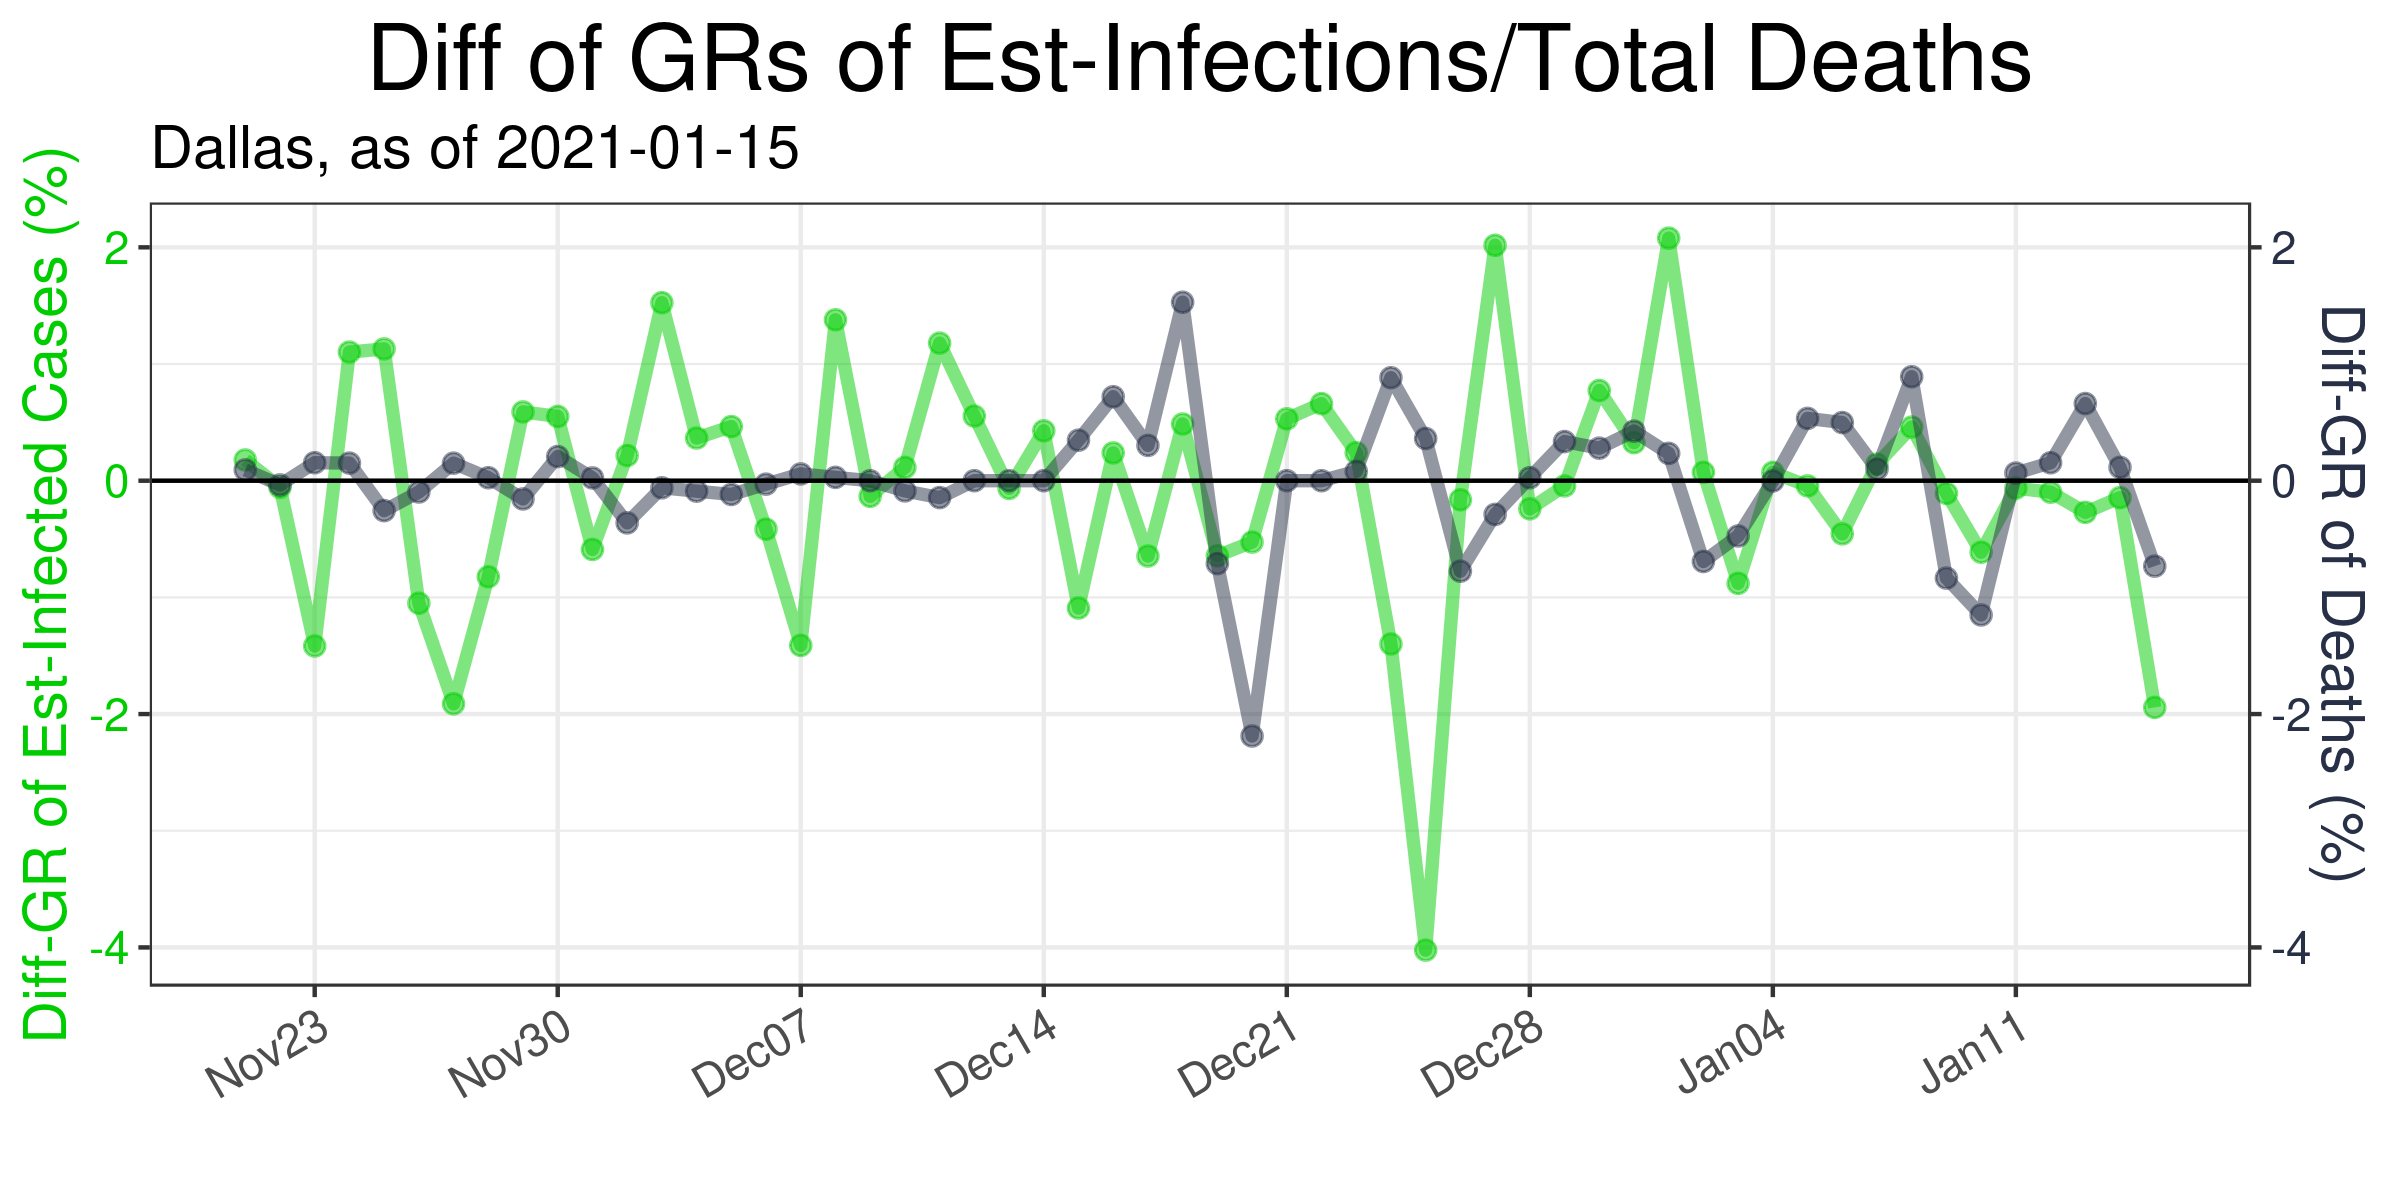 Diff of GRs of Est-Infections/Total Deaths
Dallas, as of 2021-01-15
Diff-GR of Est-Infected Cases (%)
2
0
-2
-4
2
0
-2
-4
Diff-GR of Deaths (%)
Nov23
Nov30
Dec07
Dec14
Dec21
Dec28
Jan04
Jan11